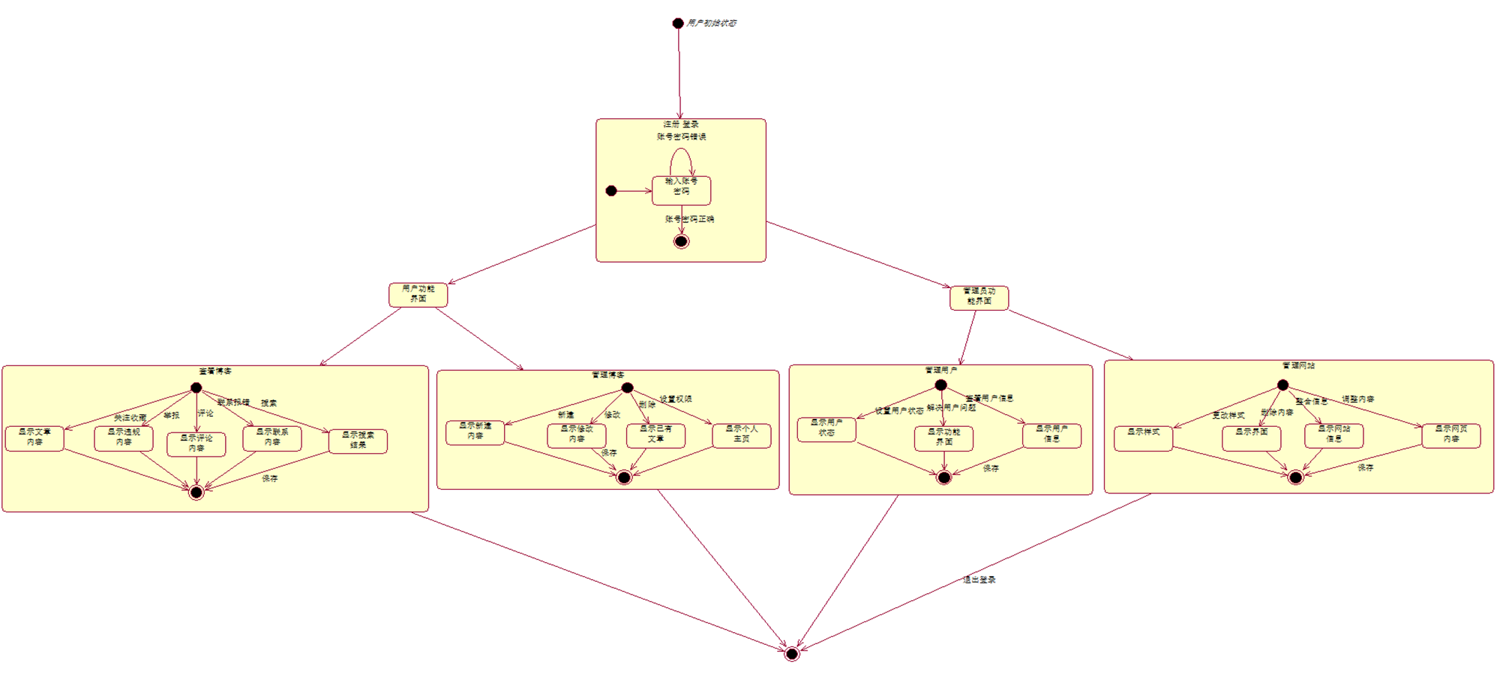 用户初始状态
注册 登录
账号密码错误
输入账号
密码
账号密码正确
用户功能
界面
管理员功
能界面
查看博客
关注收藏
举报
评论
联系报错
搜索
显示文章
内容
显示违规
内容
显示评论
内容
显示联系
内容
显示搜索
结果
保存
管理博客
新建
修改
删除
设置权限
显示新建
内容
显示修改
内容
显示已有
文章
显示个人
主页
保存
管理用户
设置用户状态
解决用户问题
查看用户信息
显示用户
状态
显示功能
界面
显示用户
信息
保存
管理网站
更改样式
删除内容
整合信息
调整内容
显示样式
显示界面
显示网站
信息
显示网页
内容
保存
退出登录